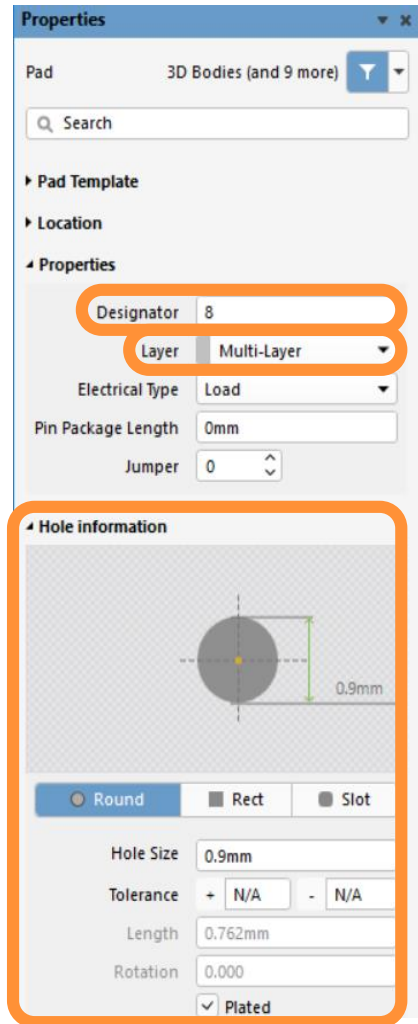 Properties
Pad 3D Bodies (and 9 more)
Search
Pad Template
Location
Properties
Designator 8
Layer Multi-Layer
Electrical Type Load
Pin Package Length 0mm
Jumper 0
Hole information
0.9mm
Round Rect Slot
Hole Size 0.9mm
Tolerance + N/A - N/A
Length 0.762mm
Rotation 0.000
Plated